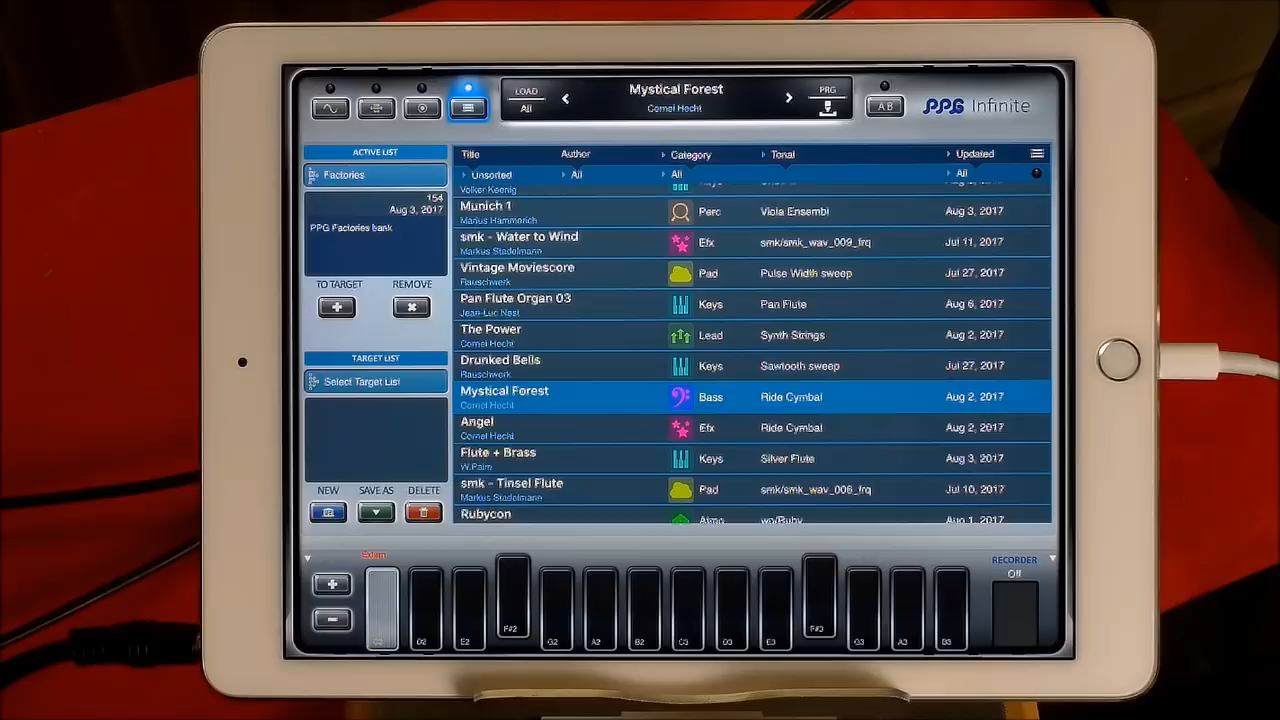 LOAD
All
Mystical Forest
Cornel Hecht
PRG
A B
PPG Infinite
ACTIVE LIST
Factories
154
Aug 3, 2017
PPG Factories bank
TO TARGET
REMOVE
TARGET LIST
Select Target List
NEW
SAVE AS
DELETE
Title Author Category Tonal Updated
Unsorted All All All
Volker Koenig
Munich 1 Perc Viola Ensembl Aug 3, 2017
Marius Hammerich
smk - Water to Wind Efx smk/smk_wav_009_frq Jul 11, 2017
Markus Stadelmann
Vintage Moviescore Pad Pulse Width sweep Jul 27, 2017
Rauschwerk
Pan Flute Organ 03 Keys Pan Flute Aug 6, 2017
Jean-Luc Nest
The Power Lead Synth Strings Aug 2, 2017
Cornel Hecht
Drunked Bells Keys Sawtooth sweep Jul 27, 2017
Rauschwerk
Mystical Forest Bass Ride Cymbal Aug 2, 2017
Cornel Hecht
Angel Efx Ride Cymbal Aug 2, 2017
Cornel Hecht
Flute + Brass Keys Silver Flute Aug 3, 2017
W.Palm
smk - Tinsel Flute Pad smk/smk_wav_006_frq Jul 10, 2017
Markus Stadelmann
Rubycon Atmo wp/Ruby Aug 1, 2017
Extern
RECORDER
Off
D2 E2 F#2 G2 A2 B2 C3 D3 E3 F#3 G3 A3 B3